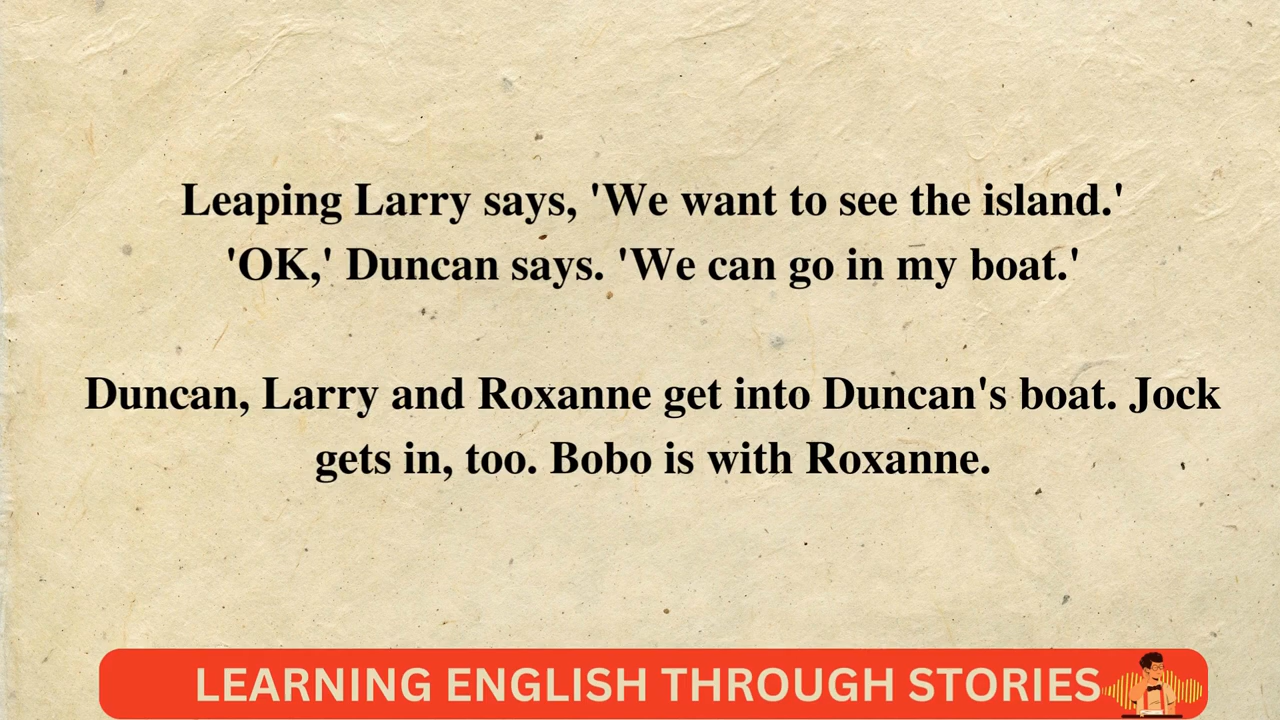 Leaping Larry says, 'We want to see the island.'
'OK,' Duncan says. 'We can go in my boat.'
Duncan, Larry and Roxanne get into Duncan's boat. Jock
gets in, too. Bobo is with Roxanne.
LEARNING ENGLISH THROUGH STORIES